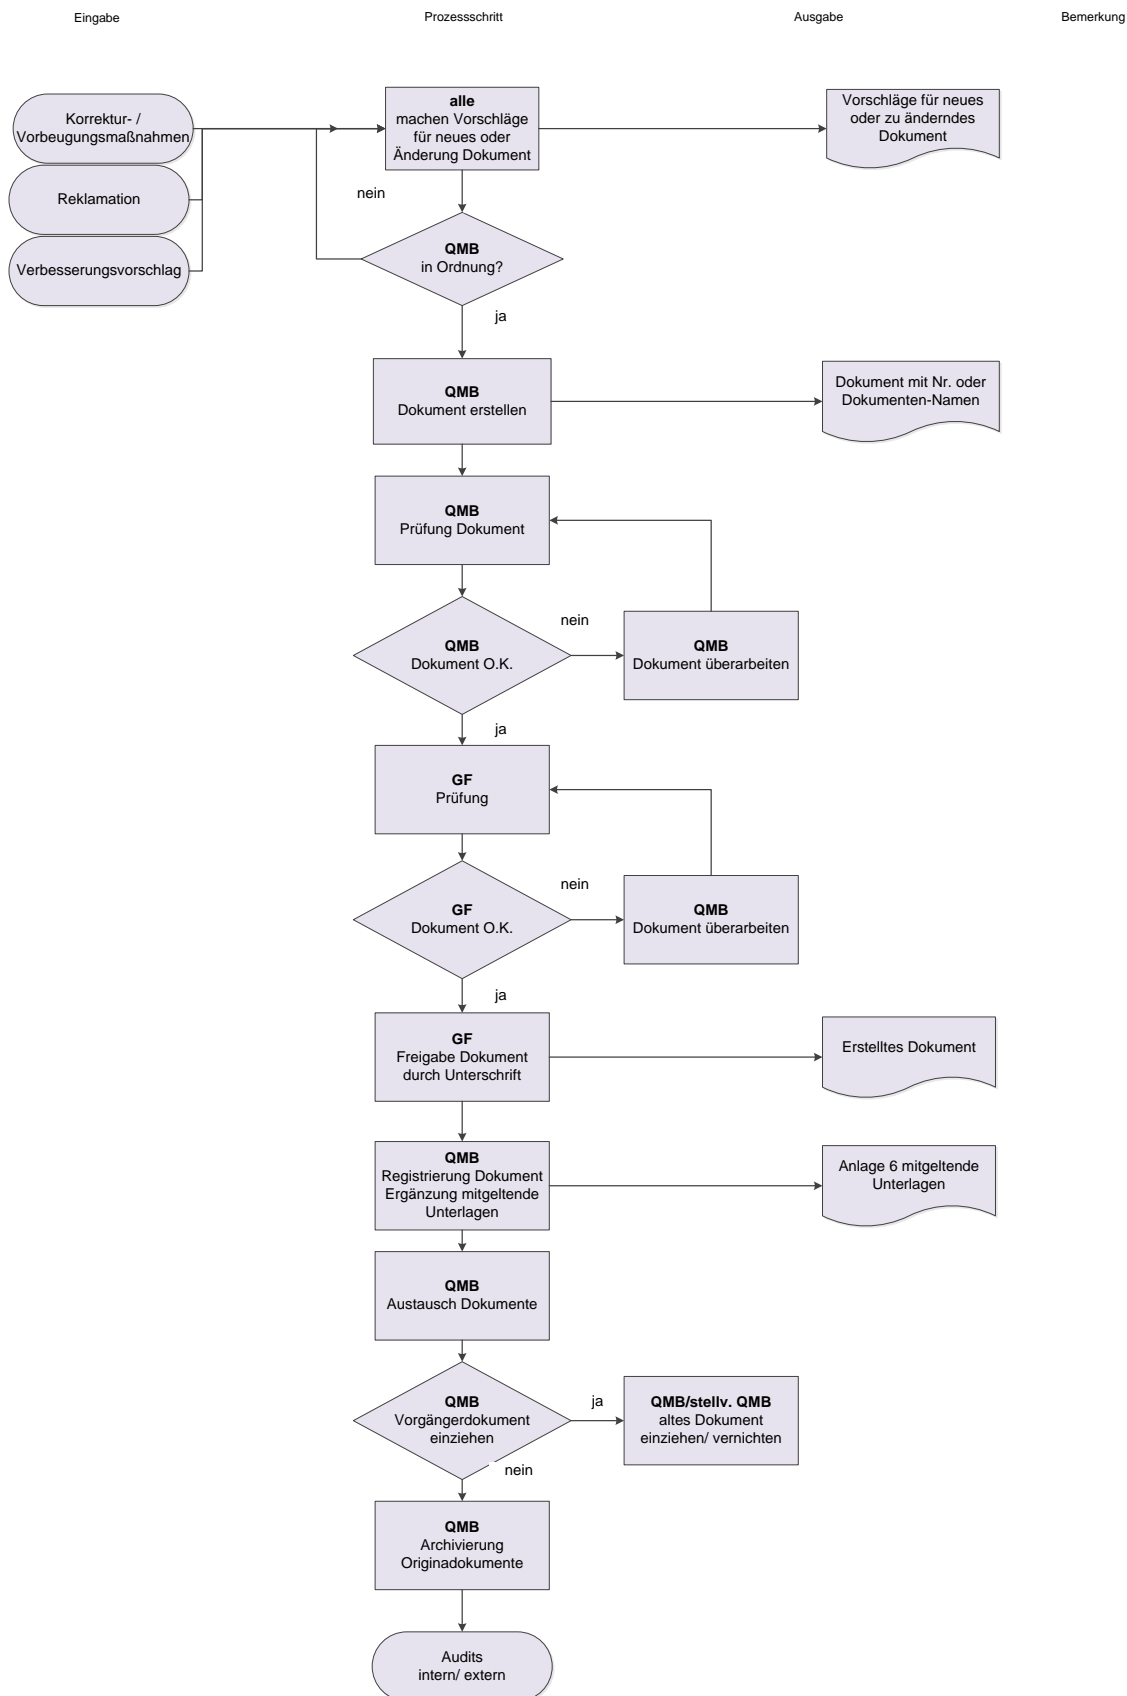 Eingabe
Prozessschritt
Ausgabe
Bemerkung
Korrektur- /
Vorbeugungsmaßnahmen
alle
machen Vorschläge
für neues oder
Änderung Dokument
Vorschläge für neues
oder zu änderndes
Dokument
Reklamation
nein
Verbesserungsvorschlag
QMB
in Ordnung?
ja
QMB
Dokument erstellen
Dokument mit Nr. oder
Dokumenten-Namen
QMB
Prüfung Dokument
QMB
Dokument O.K.
nein
QMB
Dokument überarbeiten
ja
GF
Prüfung
GF
Dokument O.K.
nein
QMB
Dokument überarbeiten
ja
GF
Freigabe Dokument
durch Unterschrift
Erstelltes Dokument
QMB
Registrierung Dokument
Ergänzung mitgeltende
Unterlagen
Anlage 6 mitgeltende
Unterlagen
QMB
Austausch Dokumente
QMB
Vorgängerdokument
einziehen
ja
QMB/stellv. QMB
altes Dokument
einziehen/ vernichten
nein
QMB
Archivierung
Originadokumente
Audits
intern/ extern